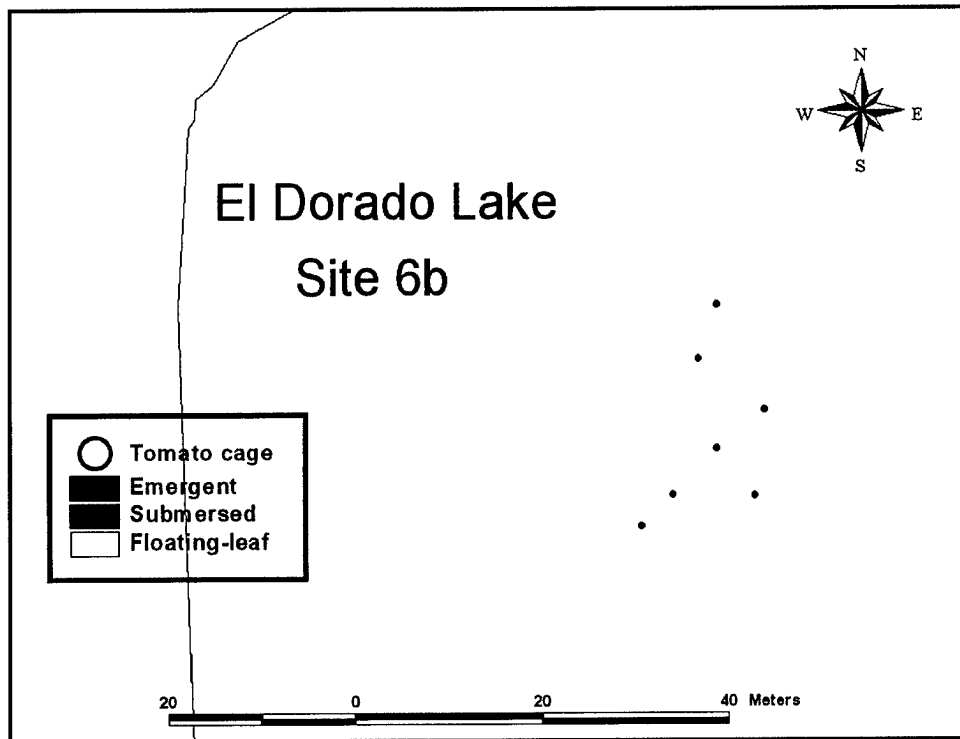 N
W E
S
El Dorado Lake
Site 6b
Tomato cage
Emergent
Submersed
Floating-leaf
20 0 20 40 Meters